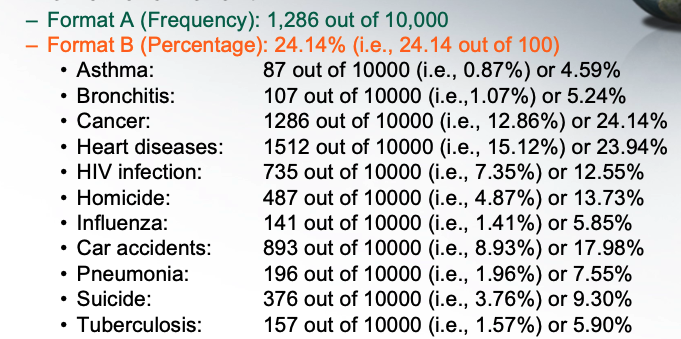 – Format A (Frequency): 1,286 out of 10,000
– Format B (Percentage): 24.14% (i.e., 24.14 out of 100)
• Asthma: 87 out of 10000 (i.e., 0.87%) or 4.59%
• Bronchitis: 107 out of 10000 (i.e.,1.07%) or 5.24%
• Cancer: 1286 out of 10000 (i.e., 12.86%) or 24.14%
• Heart diseases: 1512 out of 10000 (i.e., 15.12%) or 23.94%
• HIV infection: 735 out of 10000 (i.e., 7.35%) or 12.55%
• Homicide: 487 out of 10000 (i.e., 4.87%) or 13.73%
• Influenza: 141 out of 10000 (i.e., 1.41%) or 5.85%
• Car accidents: 893 out of 10000 (i.e., 8.93%) or 17.98%
• Pneumonia: 196 out of 10000 (i.e., 1.96%) or 7.55%
• Suicide: 376 out of 10000 (i.e., 3.76%) or 9.30%
• Tuberculosis: 157 out of 10000 (i.e., 1.57%) or 5.90%